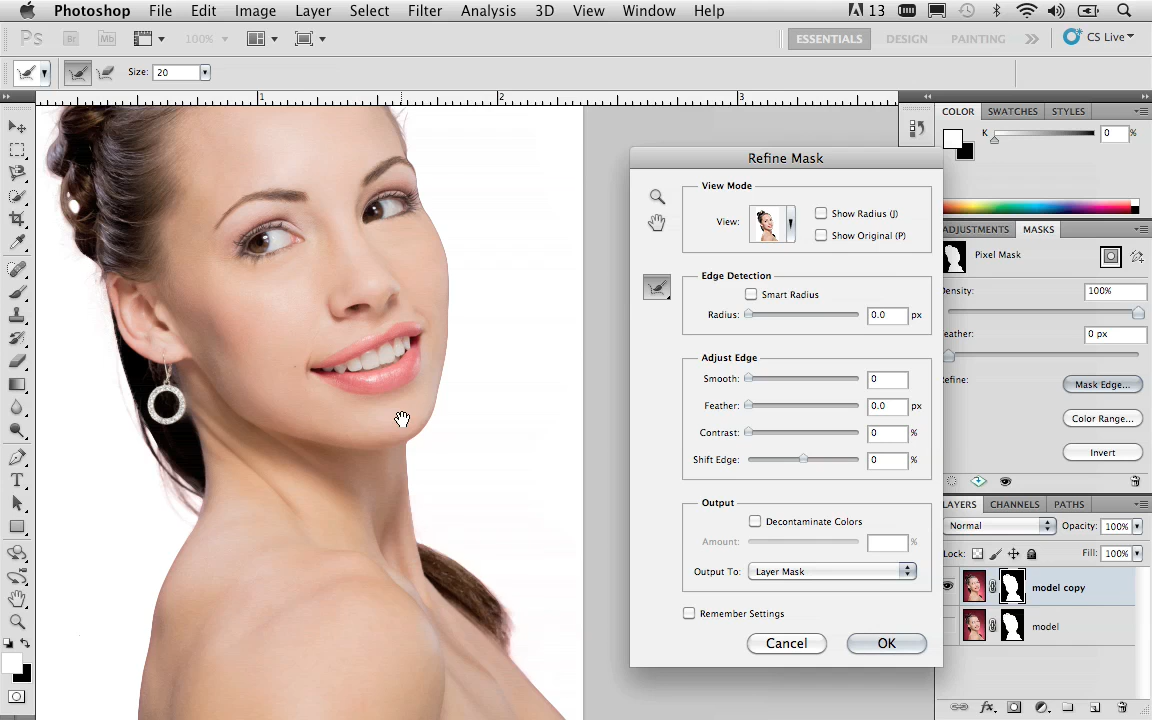 Photoshop File Edit Image Layer Select Filter Analysis 3D View Window Help 13
Ps Br Mb 100% ESSENTIALS DESIGN PAINTING CS Live
Size: 20
1 2 3
COLOR SWATCHES STYLES
K 0 %
Refine Mask
View Mode
View: Show Radius (J)
Show Original (P)
ADJUSTMENTS MASKS
Pixel Mask
Density: 100%
eather: 0 px
Refine: Mask Edge...
Color Range...
Invert
Edge Detection
Smart Radius
Radius: 0.0 px
Adjust Edge
Smooth: 0
Feather: 0.0 px
Contrast: 0 %
Shift Edge: 0 %
Output
Decontaminate Colors
Amount: %
Output To: Layer Mask
Remember Settings
Cancel OK
LAYERS CHANNELS PATHS
Normal Opacity: 100%
Lock: Fill: 100%
model copy
model
T
fx